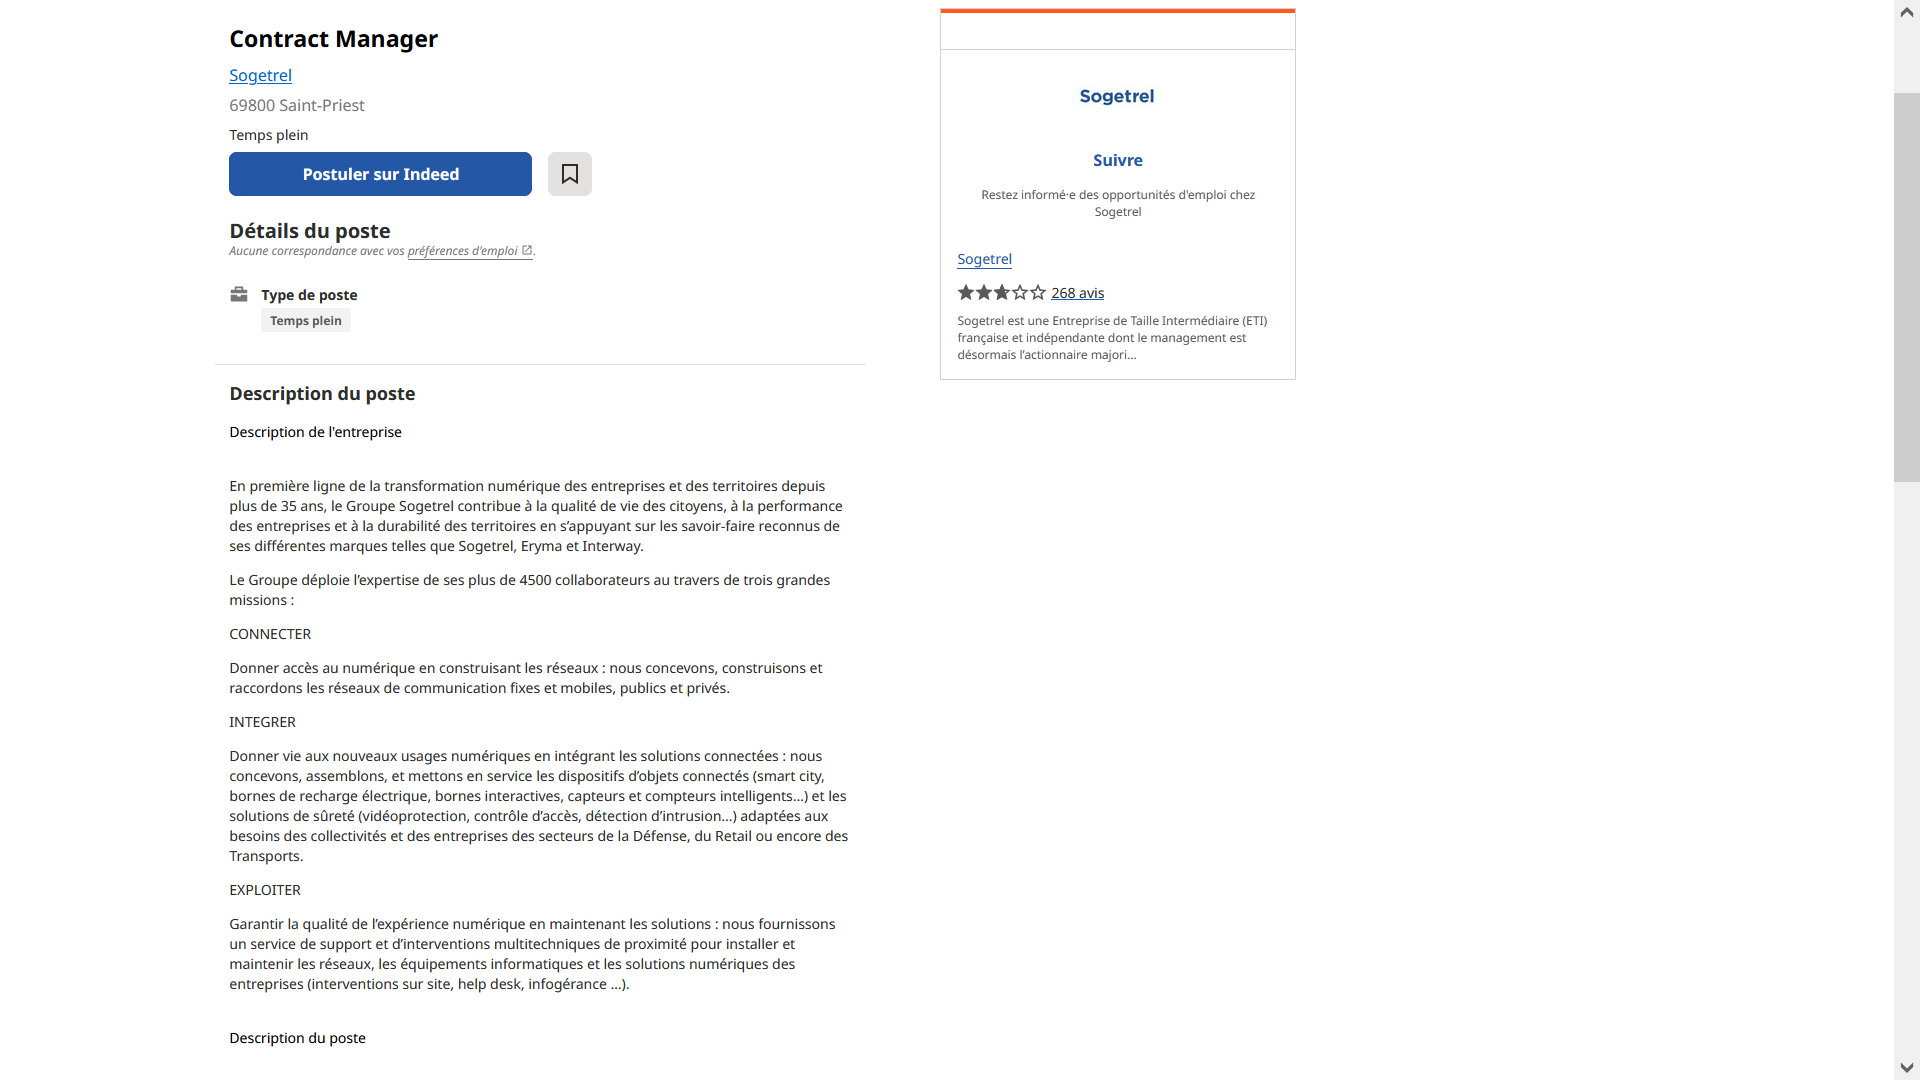 Contract Manager
Sogetrel
69800 Saint-Priest
Temps plein
Postuler sur Indeed
Détails du poste
Aucune correspondance avec vos préférences d'emploi.
Type de poste
Temps plein
Description du poste
Description de l'entreprise
En première ligne de la transformation numérique des entreprises et des territoires depuis
plus de 35 ans, le Groupe Sogetrel contribue à la qualité de vie des citoyens, à la performance
des entreprises et à la durabilité des territoires en s’appuyant sur les savoir-faire reconnus de
ses différentes marques telles que Sogetrel, Eryma et Interway.
Le Groupe déploie l’expertise de ses plus de 4500 collaborateurs au travers de trois grandes
missions :
CONNECTER
Donner accès au numérique en construisant les réseaux : nous concevons, construisons et
raccordons les réseaux de communication fixes et mobiles, publics et privés.
INTEGRER
Donner vie aux nouveaux usages numériques en intégrant les solutions connectées : nous
concevons, assemblons, et mettons en service les dispositifs d’objets connectés (smart city,
bornes de recharge électrique, bornes interactives, capteurs et compteurs intelligents…) et les
solutions de sûreté (vidéoprotection, contrôle d’accès, détection d’intrusion…) adaptées aux
besoins des collectivités et des entreprises des secteurs de la Défense, du Retail ou encore des
Transports.
EXPLOITER
Garantir la qualité de l’expérience numérique en maintenant les solutions : nous fournissons
un service de support et d’interventions multitechniques de proximité pour installer et
maintenir les réseaux, les équipements informatiques et les solutions numériques des
entreprises (interventions sur site, help desk, infogérance …).
Description du poste
Sogetrel
Suivre
Restez informé·e des opportunités d'emploi chez
Sogetrel
Sogetrel
268 avis
Sogetrel est une Entreprise de Taille Intermédiaire (ETI)
française et indépendante dont le management est
désormais l’actionnaire majori...